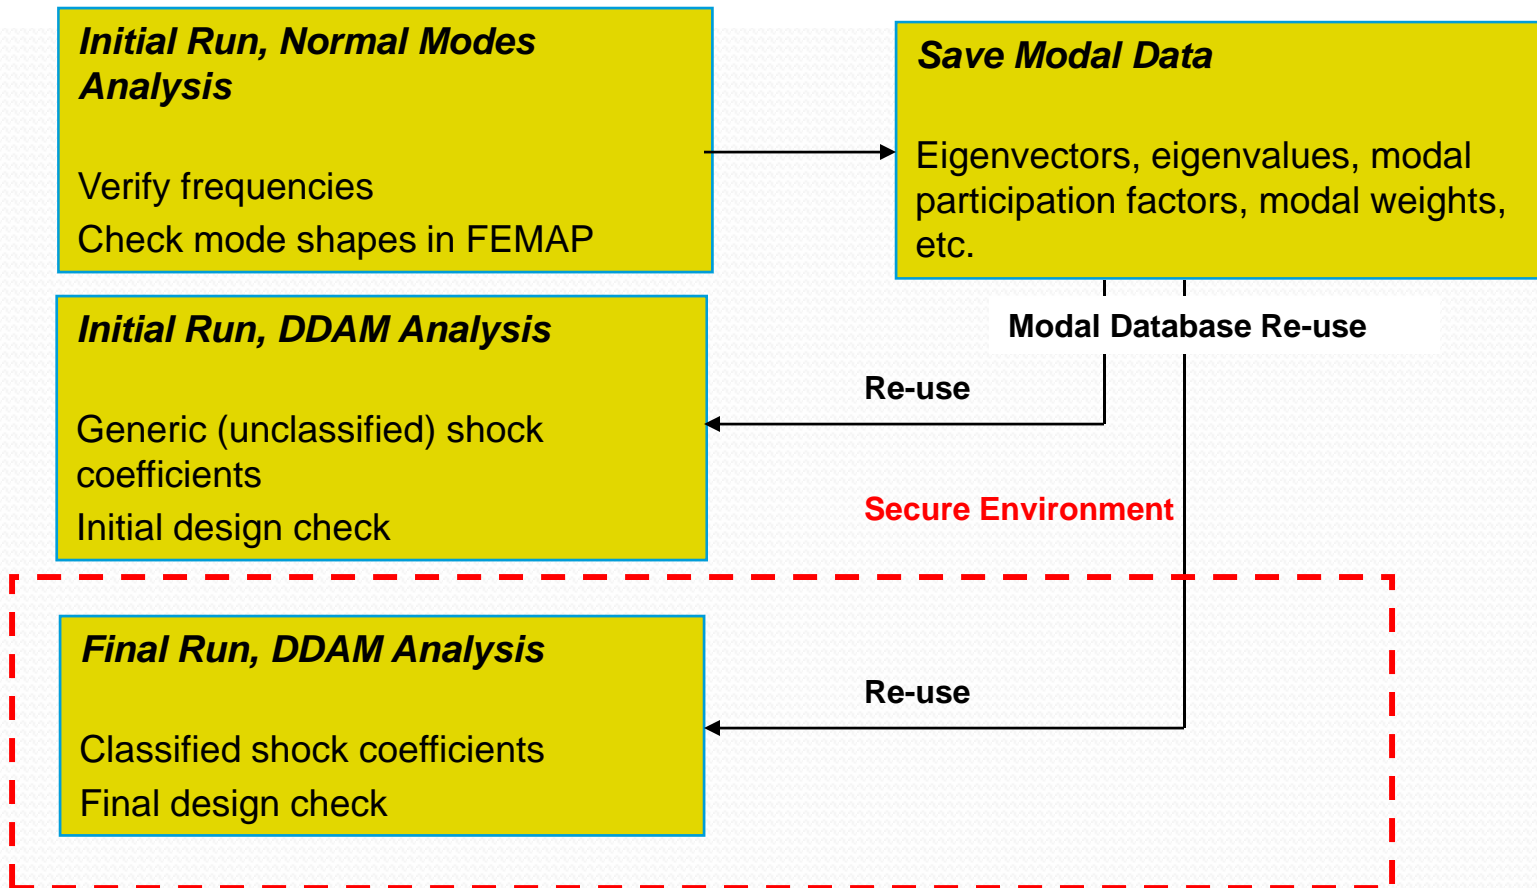 Initial Run, Normal Modes
Analysis
Verify frequencies
Check mode shapes in FEMAP
Save Modal Data
Eigenvectors, eigenvalues, modal
participation factors, modal weights,
etc.
Modal Database Re-use
Initial Run, DDAM Analysis
Generic (unclassified) shock
coefficients
Initial design check
Re-use
Secure Environment
Final Run, DDAM Analysis
Classified shock coefficients
Final design check
Re-use